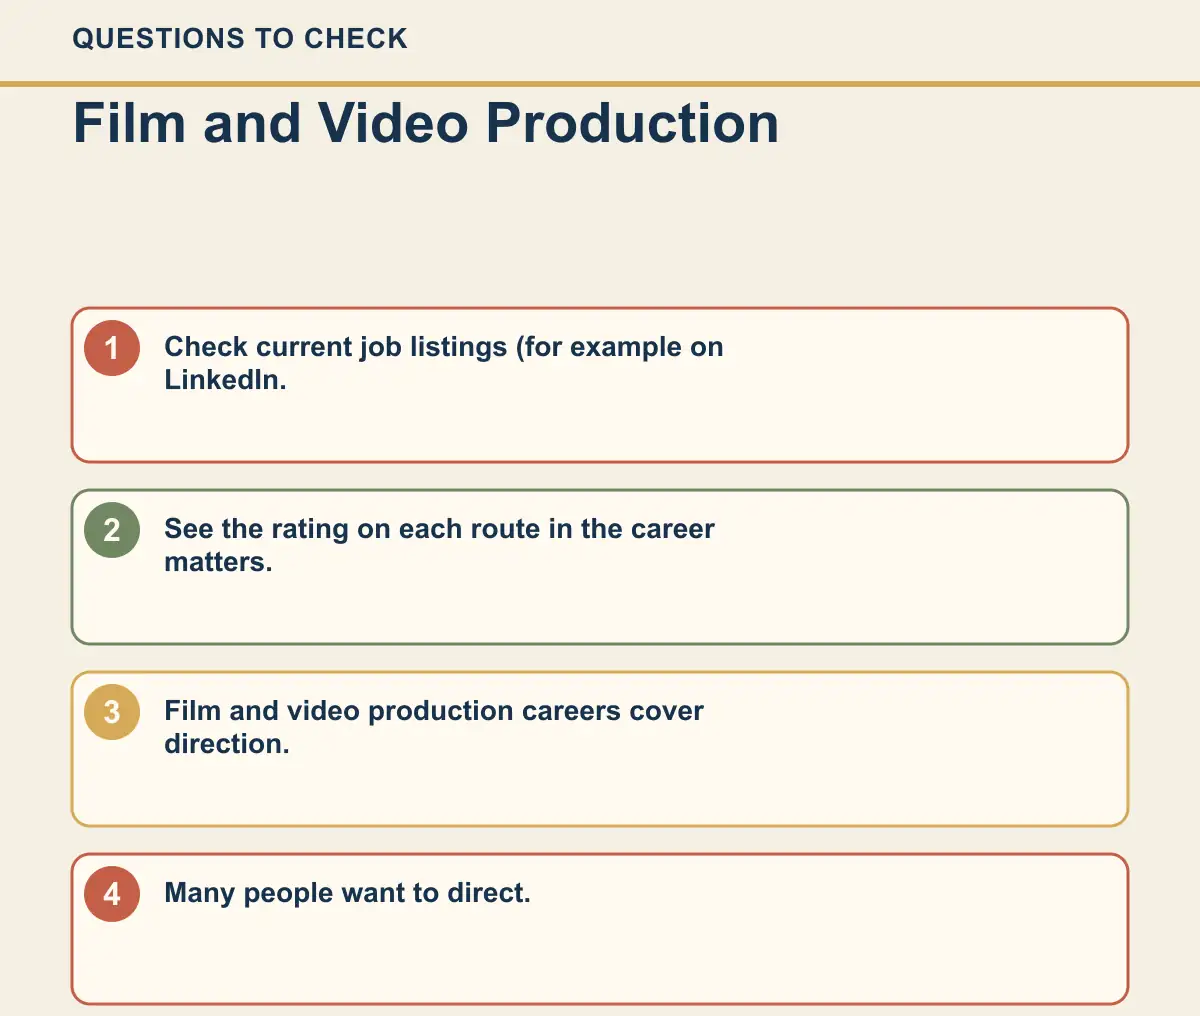 QUESTIONS TO CHECK
Film and Video Production
1
Check current job listings (for example on
LinkedIn.
2
See the rating on each route in the career
matters.
3
Film and video production careers cover
direction.
4
Many people want to direct.